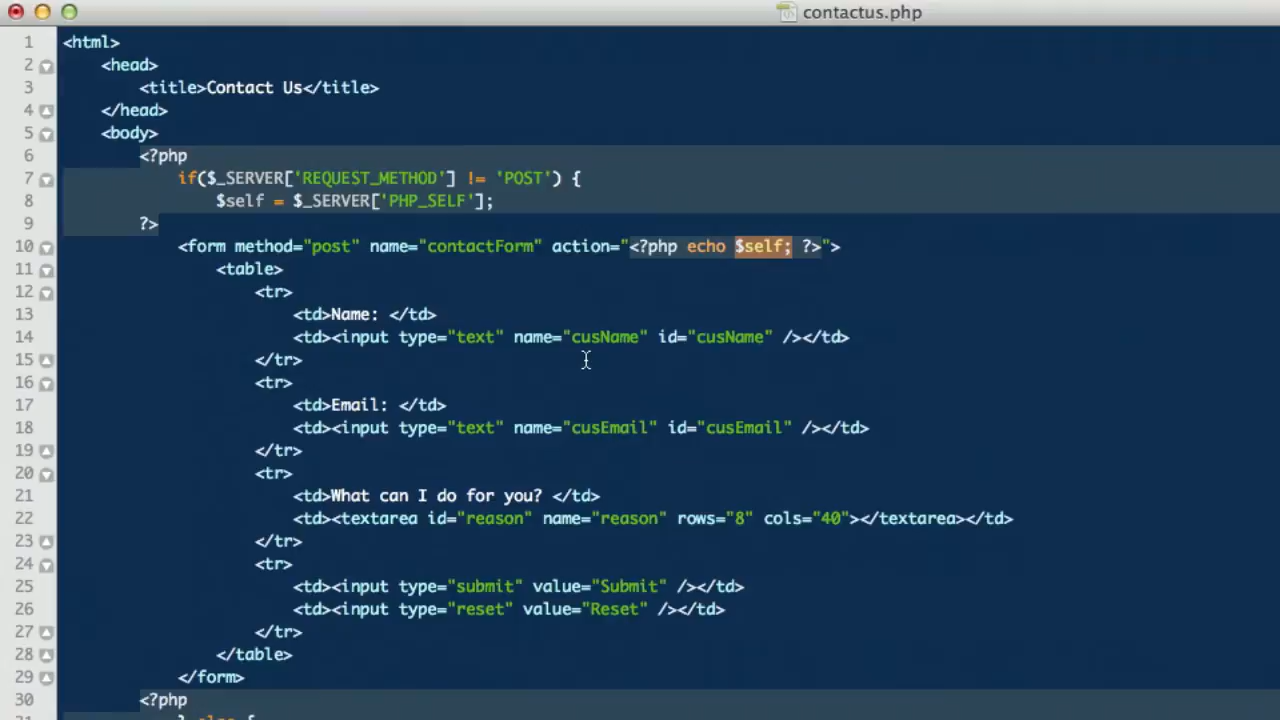 contactus.php
1 <html>
2 <head>
3 <title>Contact Us</title>
4 </head>
5 <body>
6 <?php
7 if($_SERVER['REQUEST_METHOD'] != 'POST') {
8 $self = $_SERVER['PHP_SELF'];
9 ?>
10 <form method="post" name="contactForm" action="<?php echo $self; ?>">
11 <table>
12 <tr>
13 <td>Name: </td>
14 <td><input type="text" name="cusName" id="cusName" /></td>
15 </tr>
16 <tr>
17 <td>Email: </td>
18 <td><input type="text" name="cusEmail" id="cusEmail" /></td>
19 </tr>
20 <tr>
21 <td>What can I do for you? </td>
22 <td><textarea id="reason" name="reason" rows="8" cols="40"></textarea></td>
23 </tr>
24 <tr>
25 <td><input type="submit" value="Submit" /></td>
26 <td><input type="reset" value="Reset" /></td>
27 </tr>
28 </table>
29 </form>
30 <?php
31 } else {